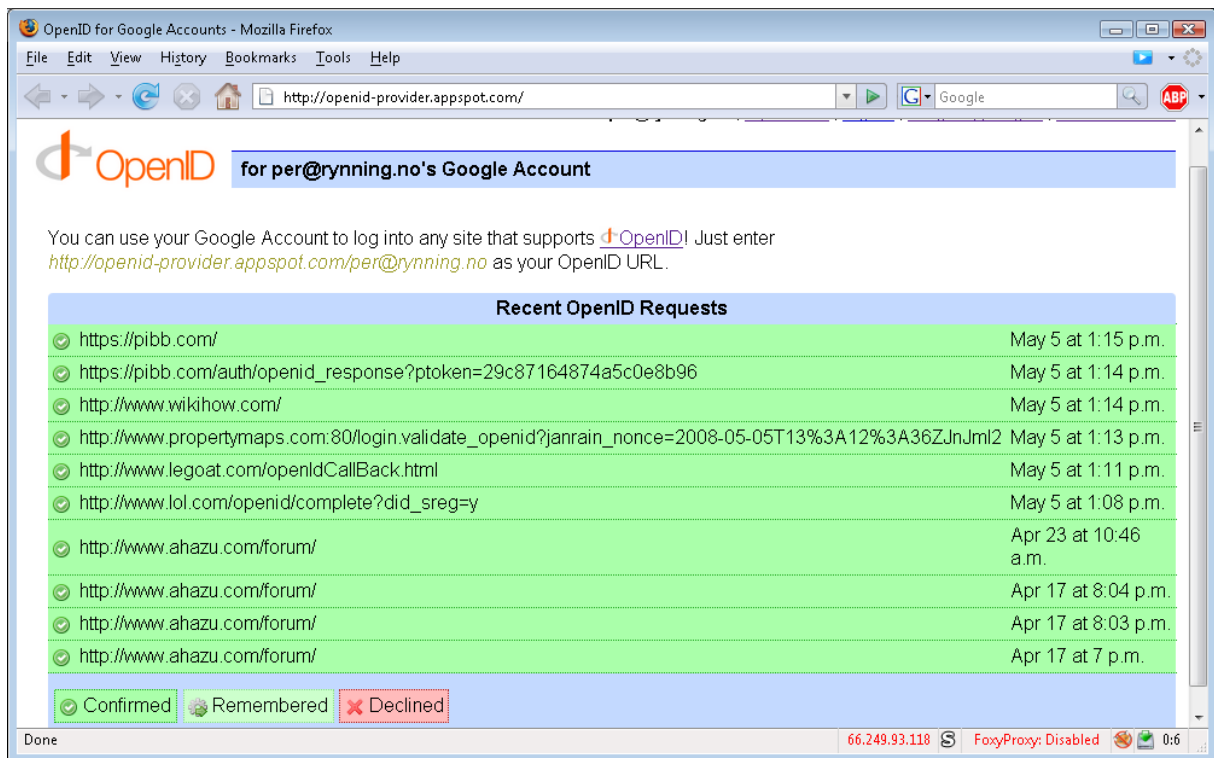 OpenID for Google Accounts - Mozilla Firefox
File Edit View History Bookmarks Tools Help
http://openid-provider.appspot.com/
Google
ABP
OpenID
for per@rynning.no's Google Account
You can use your Google Account to log into any site that supports OpenID! Just enter
http://openid-provider.appspot.com/per@rynning.no as your OpenID URL.
Recent OpenID Requests
https://pibb.com/ May 5 at 1:15 p.m.
https://pibb.com/auth/openid_response?ptoken=29c87164874a5c0e8b96 May 5 at 1:14 p.m.
http://www.wikihow.com/ May 5 at 1:14 p.m.
http://www.propertymaps.com:80/login.validate_openid?janrain_nonce=2008-05-05T13%3A12%3A36ZJnJml2 May 5 at 1:13 p.m.
http://www.legoat.com/openIdCallBack.html May 5 at 1:11 p.m.
http://www.lol.com/openid/complete?did_sreg=y May 5 at 1:08 p.m.
http://www.ahazu.com/forum/ Apr 23 at 10:46
a.m.
http://www.ahazu.com/forum/ Apr 17 at 8:04 p.m.
http://www.ahazu.com/forum/ Apr 17 at 8:03 p.m.
http://www.ahazu.com/forum/ Apr 17 at 7 p.m.
Confirmed Remembered Declined
Done 66.249.93.118 S FoxyProxy: Disabled 0:6